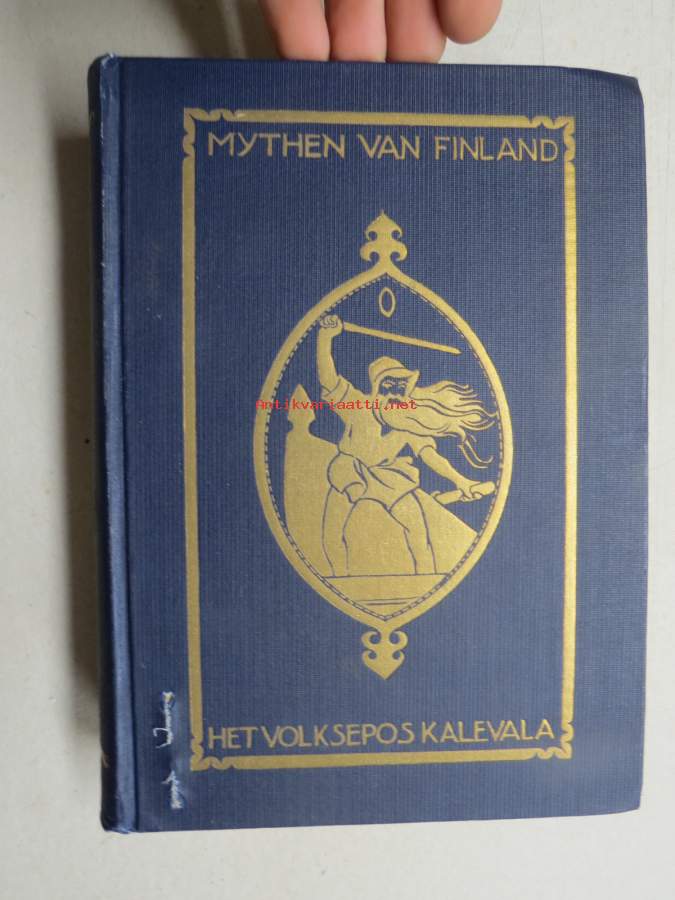 MYTHEN VAN FINLAND
Antikvariaatti.net
HET VOLKSEPOS KALEVALA